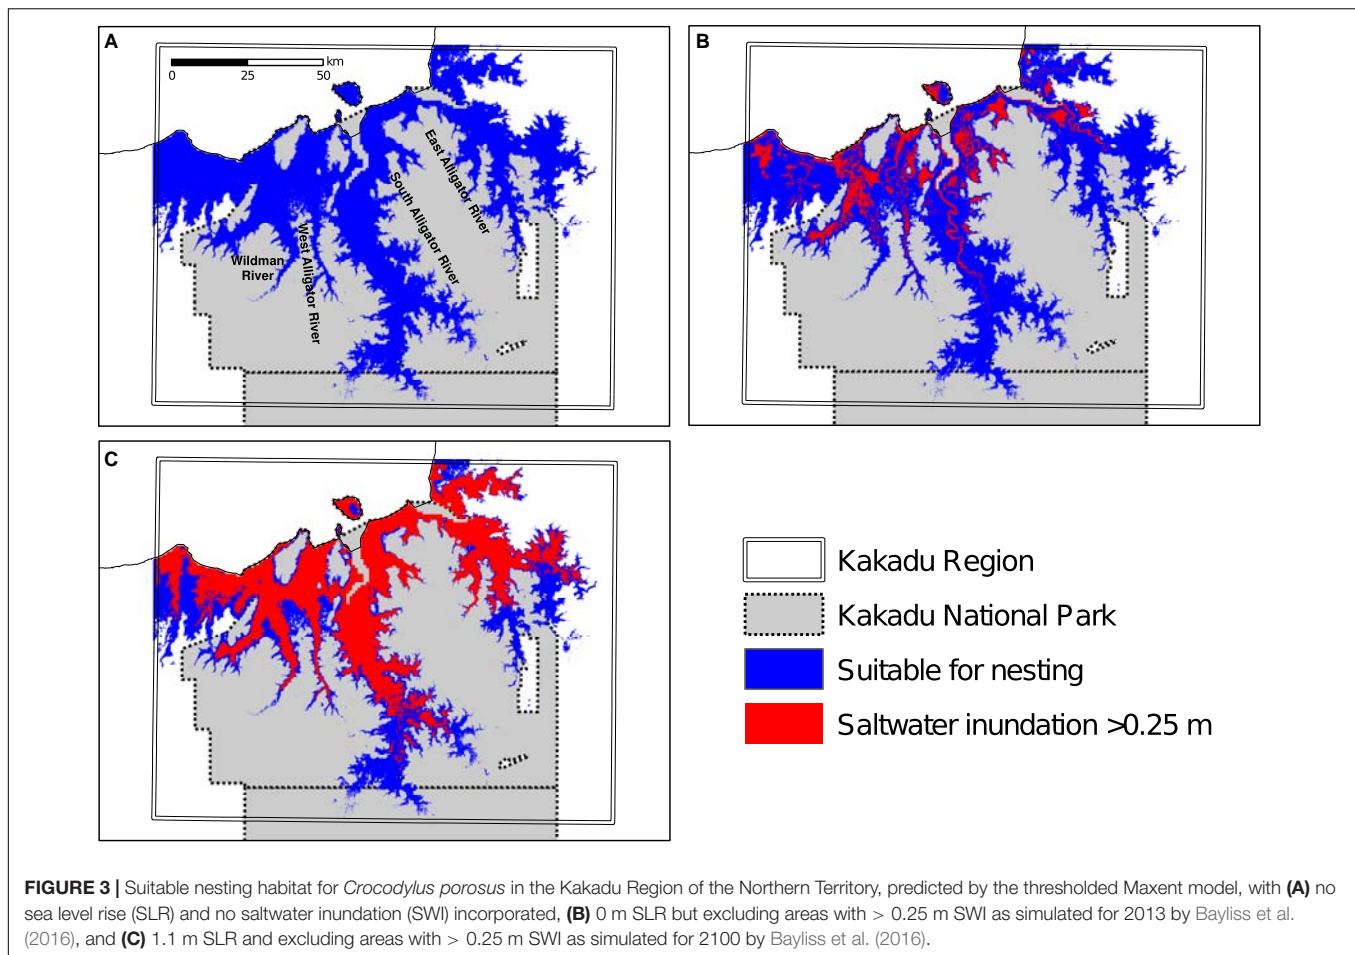 A
km
0
25
50
East Alligator River
South Alligator River
West Alligator River
Wildman
River
B
C
Kakadu Region
Kakadu National Park
Suitable for nesting
Saltwater inundation >0.25 m
FIGURE 3 | Suitable nesting habitat for Crocodylus porosus in the Kakadu Region of the Northern Territory, predicted by the thresholded Maxent model, with (A) no
sea level rise (SLR) and no saltwater inundation (SWI) incorporated, (B) 0 m SLR but excluding areas with > 0.25 m SWI as simulated for 2013 by Bayliss et al.
(2016), and (C) 1.1 m SLR and excluding areas with > 0.25 m SWI as simulated for 2100 by Bayliss et al. (2016).